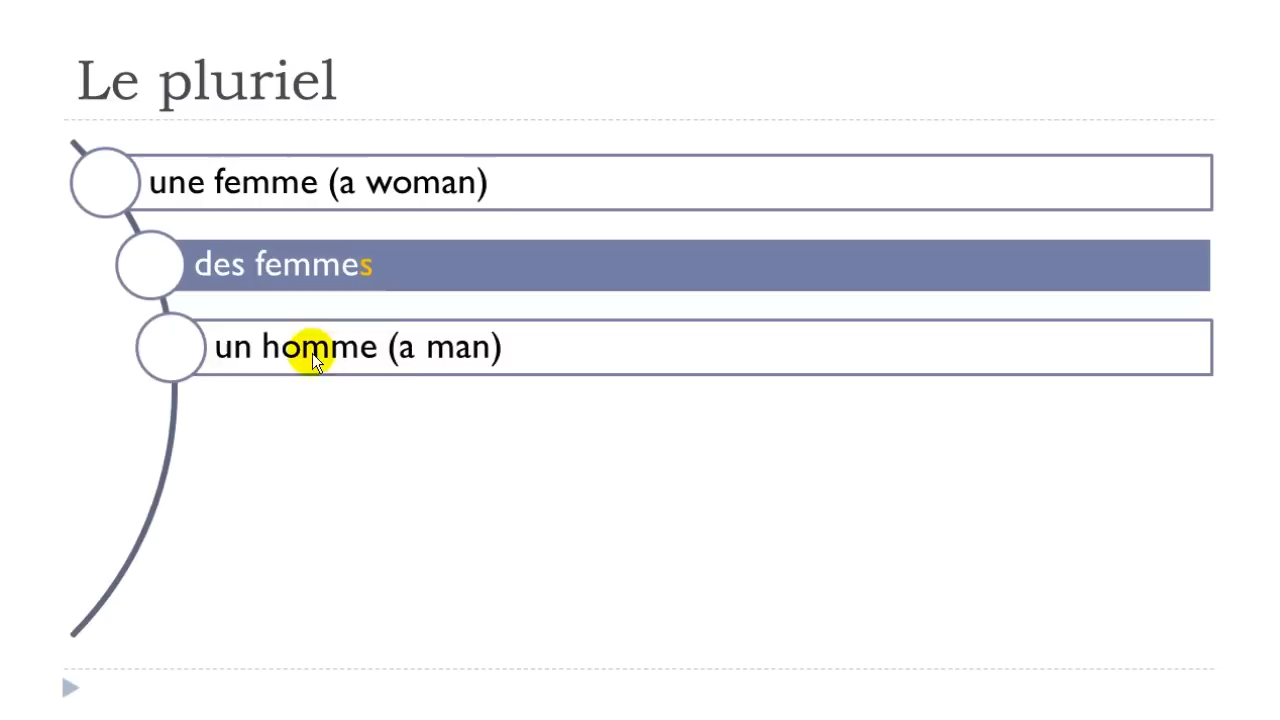 Le pluriel
une femme (a woman)
des femmes
un homme (a man)